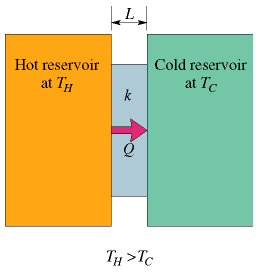 L
Hot reservoir
at T_H
Cold reservoir
at T_C
k
Q
T_H > T_C